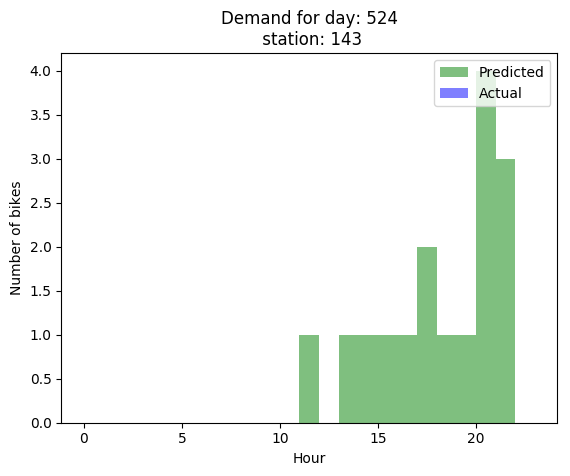 Demand for day: 524
station: 143
Predicted
Actual
4.0
3.5
3.0
2.5
2.0
1.5
1.0
0.5
0.0
Number of bikes
0 5 10 15 20
Hour